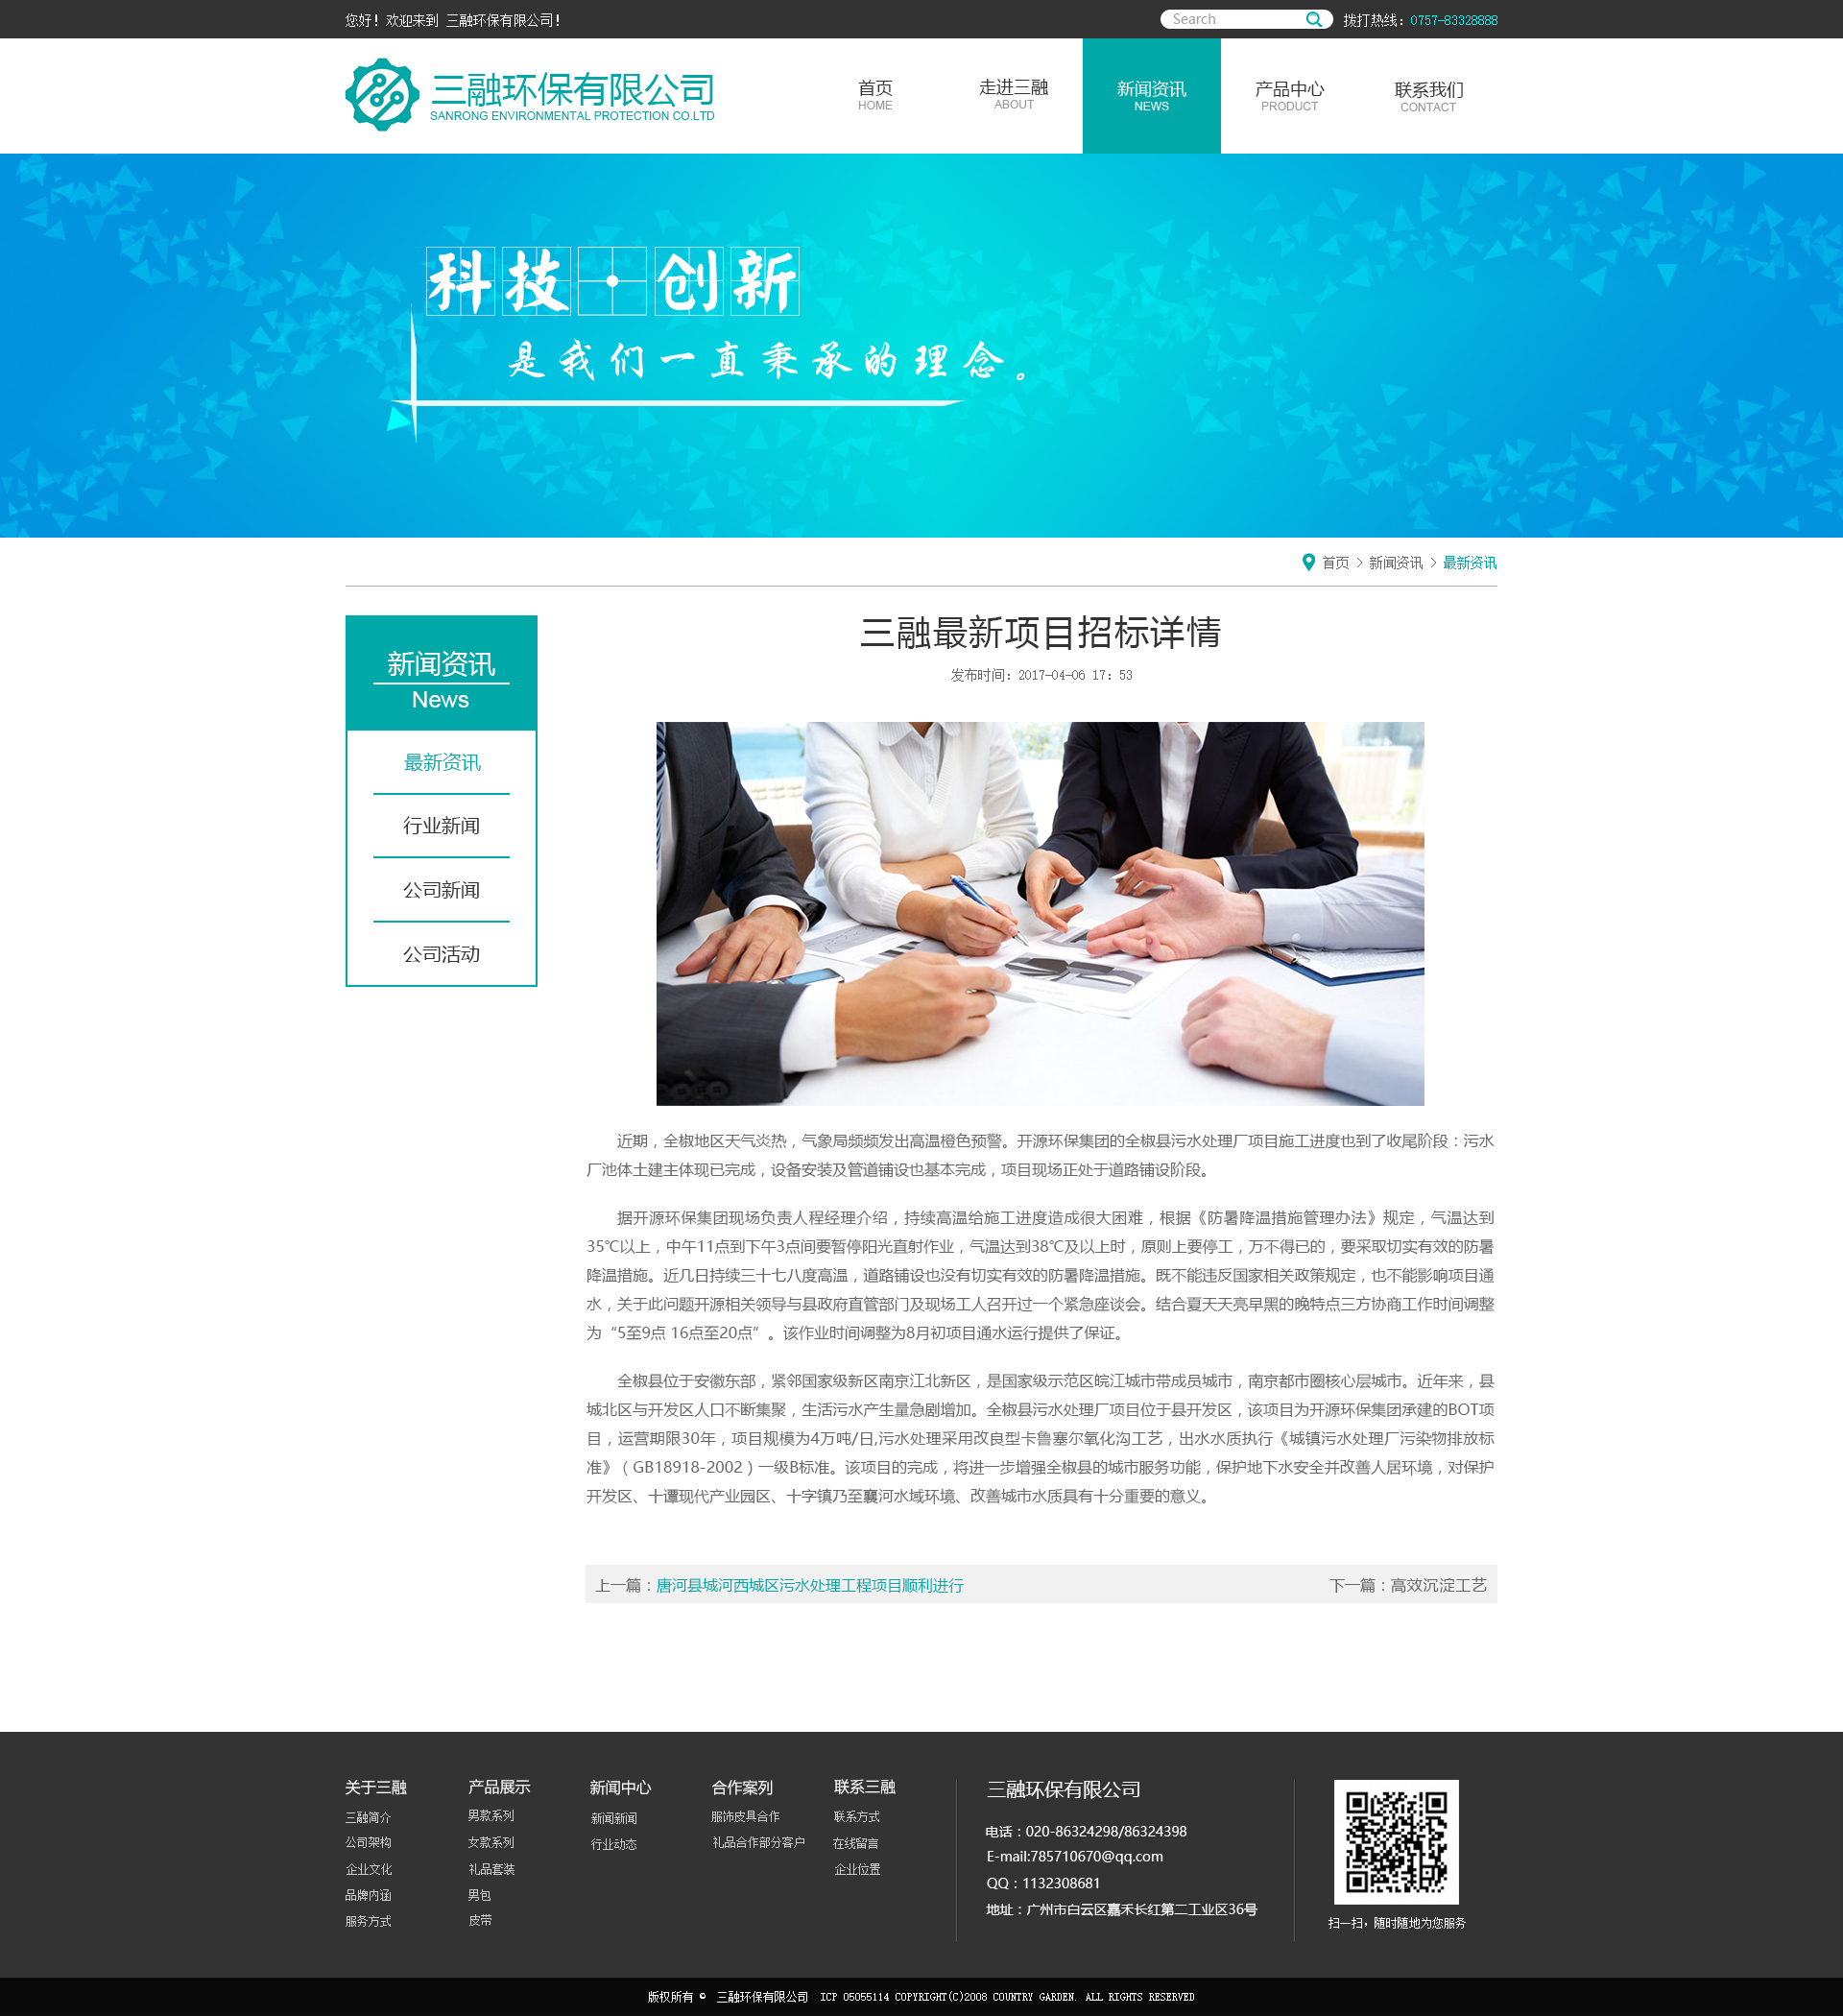 您好！欢迎来到 三融环保有限公司！
Search
拨打热线：0757-83328888
三融环保有限公司
SANRONG ENVIRONMENTAL PROTECTION CO.LTD
首页
HOME
走进三融
ABOUT
新闻资讯
NEWS
产品中心
PRODUCT
联系我们
CONTACT
科技·创新
是我们一直秉承的理念。
首页 > 新闻资讯 > 最新资讯
新闻资讯
News
最新资讯
行业新闻
公司新闻
公司活动
三融最新项目招标详情
发布时间：2017-04-06 17：53
近期，全椒地区天气炎热，气象局频频发出高温橙色预警。开源环保集团的全椒县污水处理厂项目施工进度也到了收尾阶段：污水
厂池体土建主体现已完成，设备安装及管道铺设也基本完成，项目现场正处于道路铺设阶段。
据开源环保集团现场负责人程经理介绍，持续高温给施工进度造成很大困难，根据《防暑降温措施管理办法》规定，气温达到
35℃以上，中午11点到下午3点间要暂停阳光直射作业，气温达到38℃及以上时，原则上要停工，万不得已的，要采取切实有效的防暑
降温措施。近几日持续三十七八度高温，道路铺设也没有切实有效的防暑降温措施。既不能违反国家相关政策规定，也不能影响项目通
水，关于此问题开源相关领导与县政府直管部门及现场工人召开过一个紧急座谈会。结合夏天天亮早黑的晚特点三方协商工作时间调整
为“5至9点 16点至20点”。该作业时间调整为8月初项目通水运行提供了保证。
全椒县位于安徽东部，紧邻国家级新区南京江北新区，是国家级示范区皖江城市带成员城市，南京都市圈核心层城市。近年来，县
城北区与开发区人口不断集聚，生活污水产生量急剧增加。全椒县污水处理厂项目位于县开发区，该项目为开源环保集团承建的BOT项
目，运营期限30年，项目规模为4万吨/日,污水处理采用改良型卡鲁塞尔氧化沟工艺，出水水质执行《城镇污水处理厂污染物排放标
准》（GB18918-2002）一级B标准。该项目的完成，将进一步增强全椒县的城市服务功能，保护地下水安全并改善人居环境，对保护
开发区、十谭现代产业园区、十字镇乃至襄河水域环境、改善城市水质具有十分重要的意义。
上一篇：唐河县城河西城区污水处理工程项目顺利进行
下一篇：高效沉淀工艺
关于三融
三融简介
公司架构
企业文化
品牌内涵
服务方式
产品展示
男款系列
女款系列
礼品套装
男包
皮带
新闻中心
新闻新闻
行业动态
合作案列
服饰皮具合作
礼品合作部分客户
联系三融
联系方式
在线留言
企业位置
三融环保有限公司
电话：020-86324298/86324398
E-mail:785710670@qq.com
QQ：1132308681
地址：广州市白云区嘉禾长红第二工业区36号
扫一扫，随时随地为您服务
版权所有 © 三融环保有限公司 ICP 05055114 COPYRIGHT(C)2008 COUNTRY GARDEN. ALL RIGHTS RESERVED